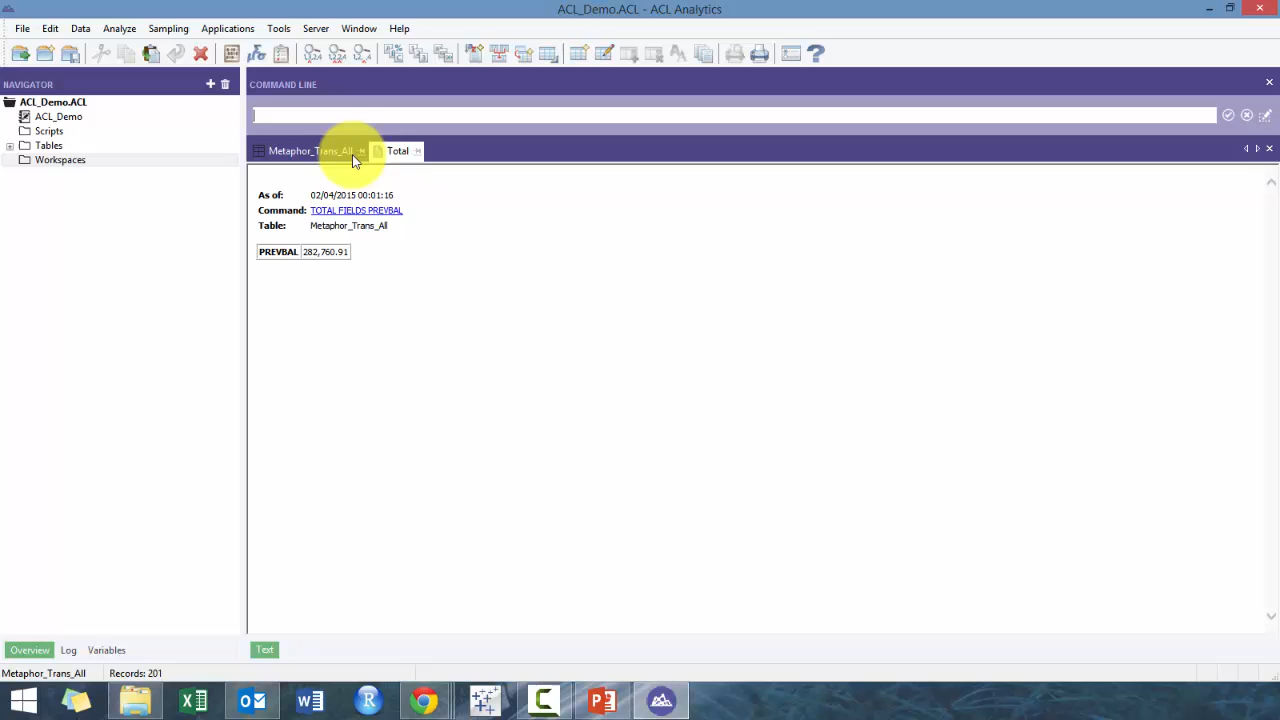 ACL_Demo.ACL - ACL Analytics
File Edit Data Analyze Sampling Applications Tools Server Window Help
NAVIGATOR
COMMAND LINE
ACL_Demo.ACL
ACL_Demo
Scripts
Tables
Workspaces
Metaphor_Trans_All
Total
As of: 02/04/2015 00:01:16
Command: TOTAL FIELDS PREVBAL
Table: Metaphor_Trans_All
PREVBAL 282,760.91
Overview Log Variables
Text
Metaphor_Trans_All Records: 201